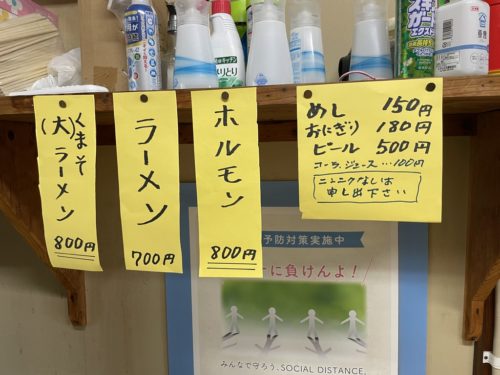 くまそ
(大)ラーメン
800円
ラーメン
700円
ホルモン
800円
めし 150円
おにぎり 180円
ビール 500円
コーラ、ジュース…100円
ニンニクなしは
申し出下さい
予防対策実施中
に負けんよ!
みんなで守ろう、SOCIAL DISTANCE